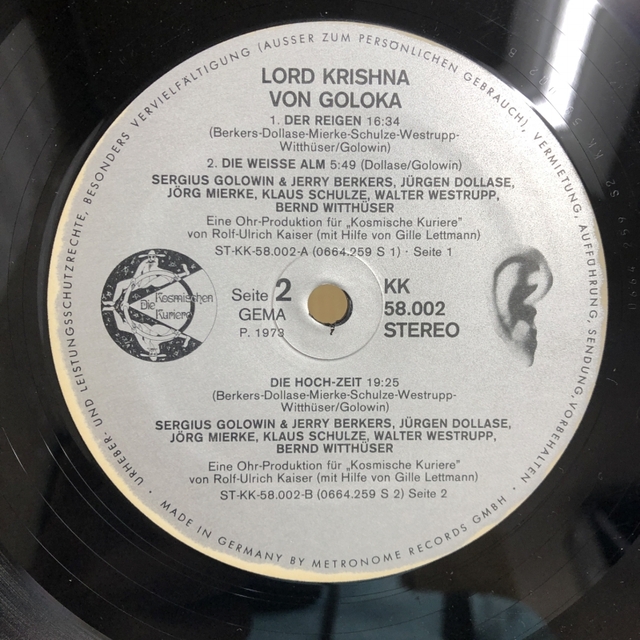 URHEBER- UND LEISTUNGSSCHUTZRECHTE, BESONDERS VERVIELFÄLTIGUNG (AUSSER ZUM PERSÖNLICHEN GEBRAUCH), VERMIETUNG, AUFFÜHRUNG, SENDUNG VORBEHALTEN ·
LORD KRISHNA
VON GOLOKA
1. DER REIGEN 16:34
(Berkers-Dollase-Mierke-Schulze-Westrupp-
Witthüser/Golowin)
2. DIE WEISSE ALM 5:49 (Dollase/Golowin)
SERGIUS GOLOWIN & JERRY BERKERS, JÜRGEN DOLLASE,
JÖRG MIERKE, KLAUS SCHULZE, WALTER WESTRUPP,
BERND WITTHÜSER
Eine Ohr-Produktion für „Kosmische Kuriere"
von Rolf-Ulrich Kaiser (mit Hilfe von Gille Lettmann)
ST-KK-58.002-A (0664.259 S 1) · Seite 1
Die Kosmischen
Kuriere
Seite 2
GEMA
P. 1973
KK
58.002
STEREO
DIE HOCH-ZEIT 19:25
(Berkers-Dollase-Mierke-Schulze-Westrupp-
Witthüser/Golowin)
SERGIUS GOLOWIN & JERRY BERKERS, JÜRGEN DOLLASE,
JÖRG MIERKE, KLAUS SCHULZE, WALTER WESTRUPP,
BERND WITTHÜSER
Eine Ohr-Produktion für „Kosmische Kuriere"
von Rolf-Ulrich Kaiser (mit Hilfe von Gille Lettmann)
ST-KK-58.002-B (0664.259 S 2) Seite 2
· MADE IN GERMANY BY METRONOME RECORDS GMBH ·